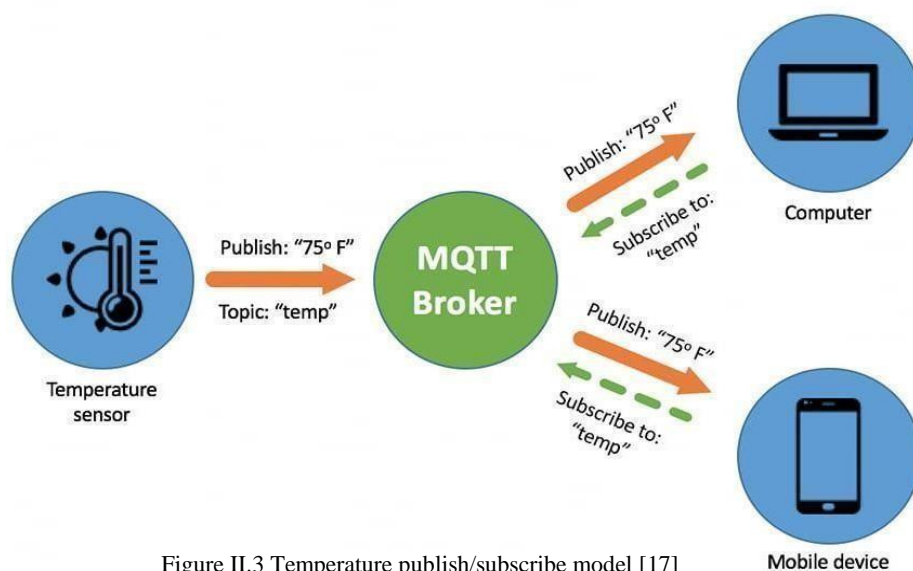 Publish: “75º F”
Topic: “temp”
Temperature
sensor
MQTT
Broker
Publish: “75º F”
Subscribe to:
“temp”
Computer
Publish: “75º F”
Subscribe to:
“temp”
Mobile device
Figure II.3 Temperature publish/subscribe model [17]